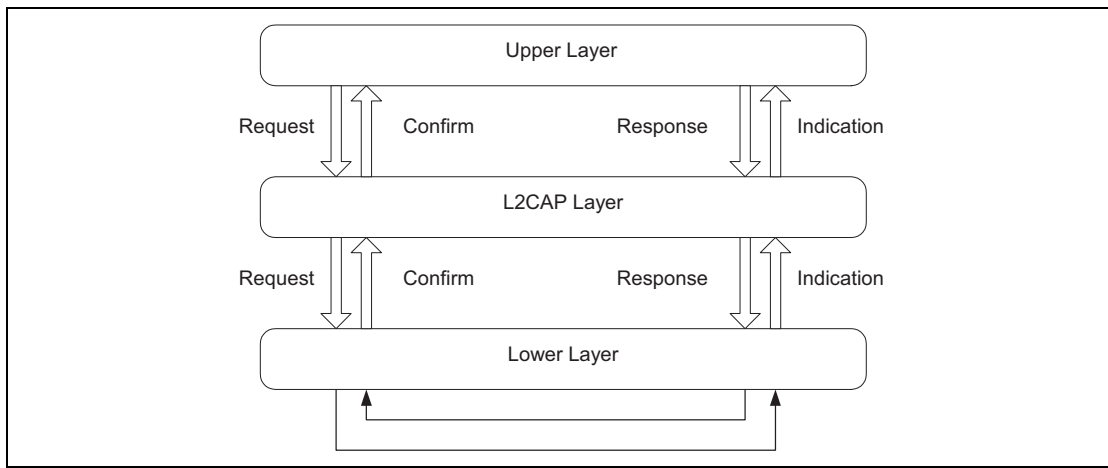 Upper Layer
Request
Confirm
Response
Indication
L2CAP Layer
Request
Confirm
Response
Indication
Lower Layer